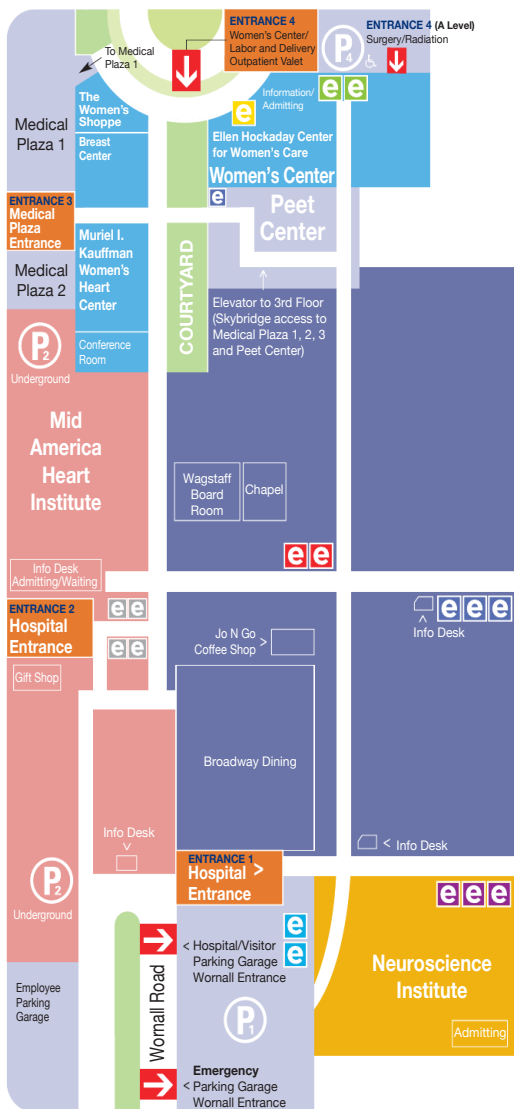 ENTRANCE 4
Women's Center/
Labor and Delivery
Outpatient Valet
P4
ENTRANCE 4 (A Level)
Surgery/Radiation
To Medical
Plaza 1
Medical
Plaza 1
The
Women's
Shoppe
Breast
Center
Information/
Admitting
e e
e
Ellen Hockaday Center
for Women's Care
Women's Center
e
Peet
Center
ENTRANCE 3
Medical
Plaza
Entrance
Medical
Plaza 2
Muriel I.
Kauffman
Women's
Heart
Center
Conference
Room
COURTYARD
Elevator to 3rd Floor
(Skybridge access to
Medical Plaza 1, 2, 3
and Peet Center)
P2
Underground
Mid
America
Heart
Institute
Wagstaff
Board
Room
Chapel
e e
Info Desk
Admitting/Waiting
ENTRANCE 2
Hospital
Entrance
e e
e e
Gift Shop
Jo N Go
Coffee Shop >
e e e
^
Info Desk
Broadway Dining
Info Desk
v
< Info Desk
ENTRANCE 1
Hospital >
Entrance
P2
Underground
e e e
e
e
< Hospital/Visitor
Parking Garage
Wornall Entrance
Wornall Road
P1
Neuroscience
Institute
Admitting
Employee
Parking
Garage
Emergency
< Parking Garage
Wornall Entrance